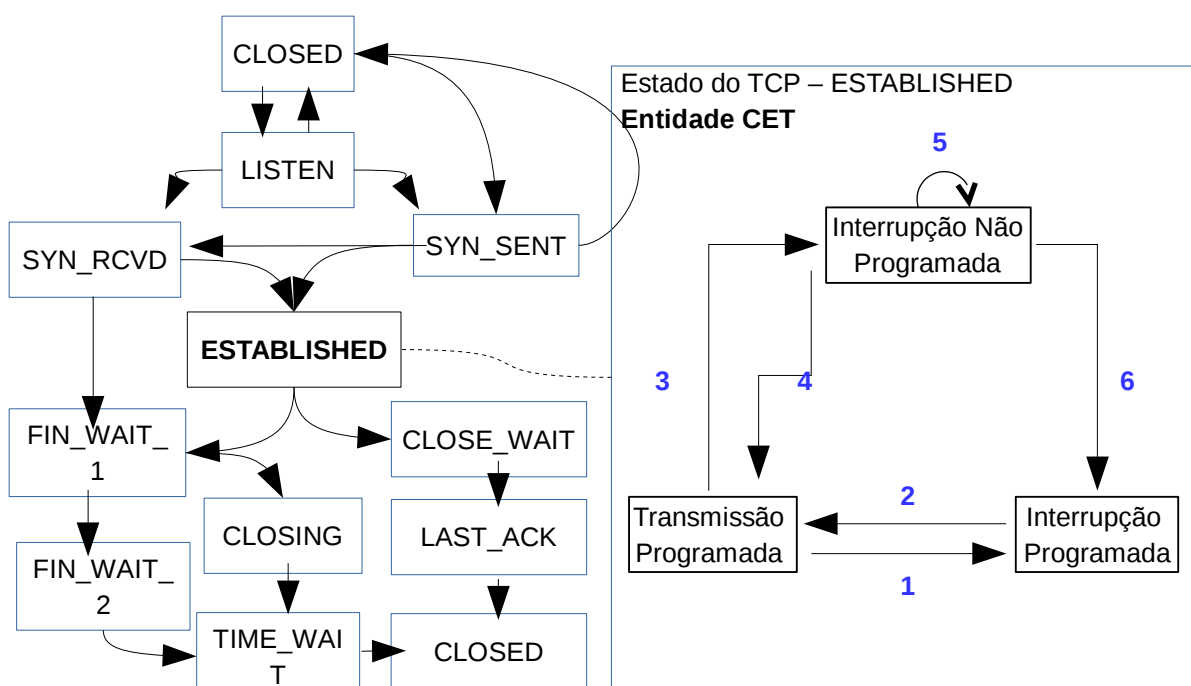 CLOSED
LISTEN
SYN_RCVD
SYN_SENT
ESTABLISHED
FIN_WAIT_
1
CLOSE_WAIT
CLOSING
LAST_ACK
FIN_WAIT_
2
TIME_WAI
T
CLOSED
Estado do TCP – ESTABLISHED
Entidade CET
5
Interrupção Não
Programada
3
4
6
2
Transmissão
Programada
Interrupção
Programada
1